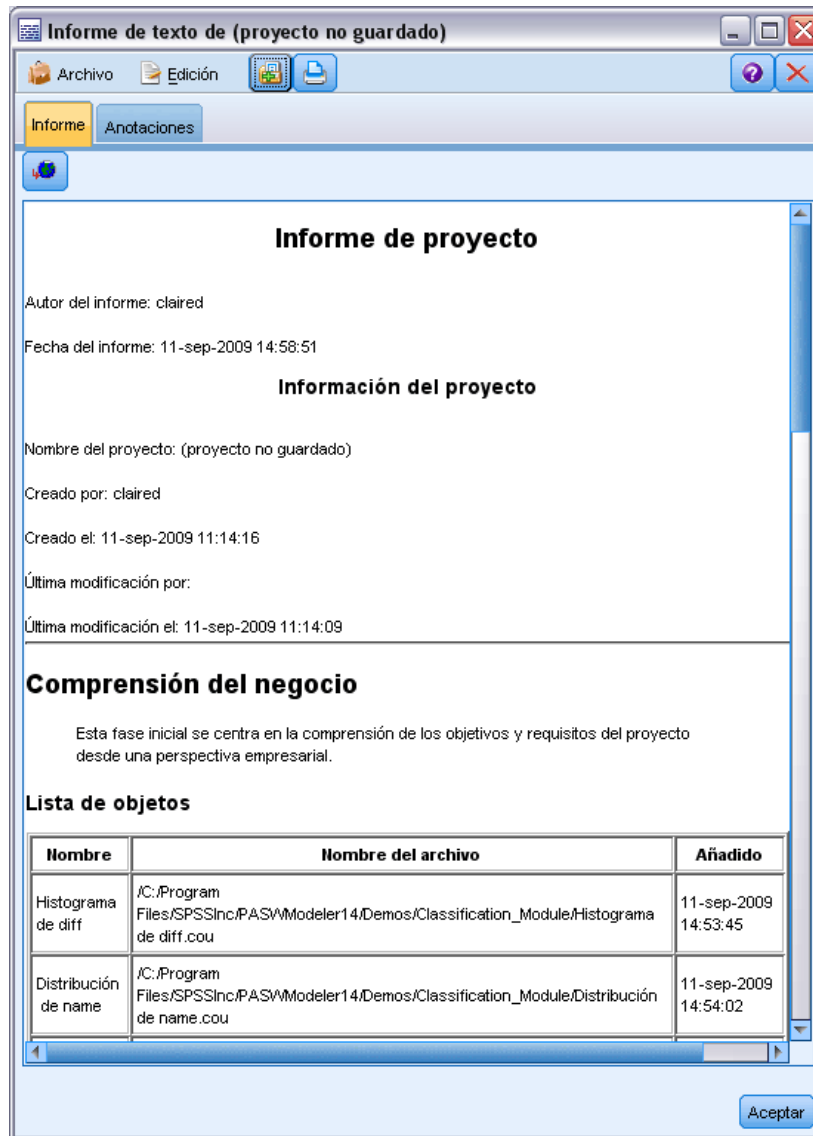 Informe de texto de (proyecto no guardado)
Archivo Edición
Informe Anotaciones
Informe de proyecto
Autor del informe: claired
Fecha del informe: 11-sep-2009 14:58:51
Información del proyecto
Nombre del proyecto: (proyecto no guardado)
Creado por: claired
Creado el: 11-sep-2009 11:14:16
Última modificación por:
Última modificación el: 11-sep-2009 11:14:09
Comprensión del negocio
Esta fase inicial se centra en la comprensión de los objetivos y requisitos del proyecto
desde una perspectiva empresarial.
Lista de objetos
Nombre Nombre del archivo Añadido
Histograma de diff
/C:/Program
Files/SPSSInc/PASWModeler14/Demos/Classification_Module/Histograma
de diff.cou
11-sep-2009
14:53:45
Distribución
de name
/C:/Program
Files/SPSSInc/PASWModeler14/Demos/Classification_Module/Distribución
de name.cou
11-sep-2009
14:54:02
Aceptar